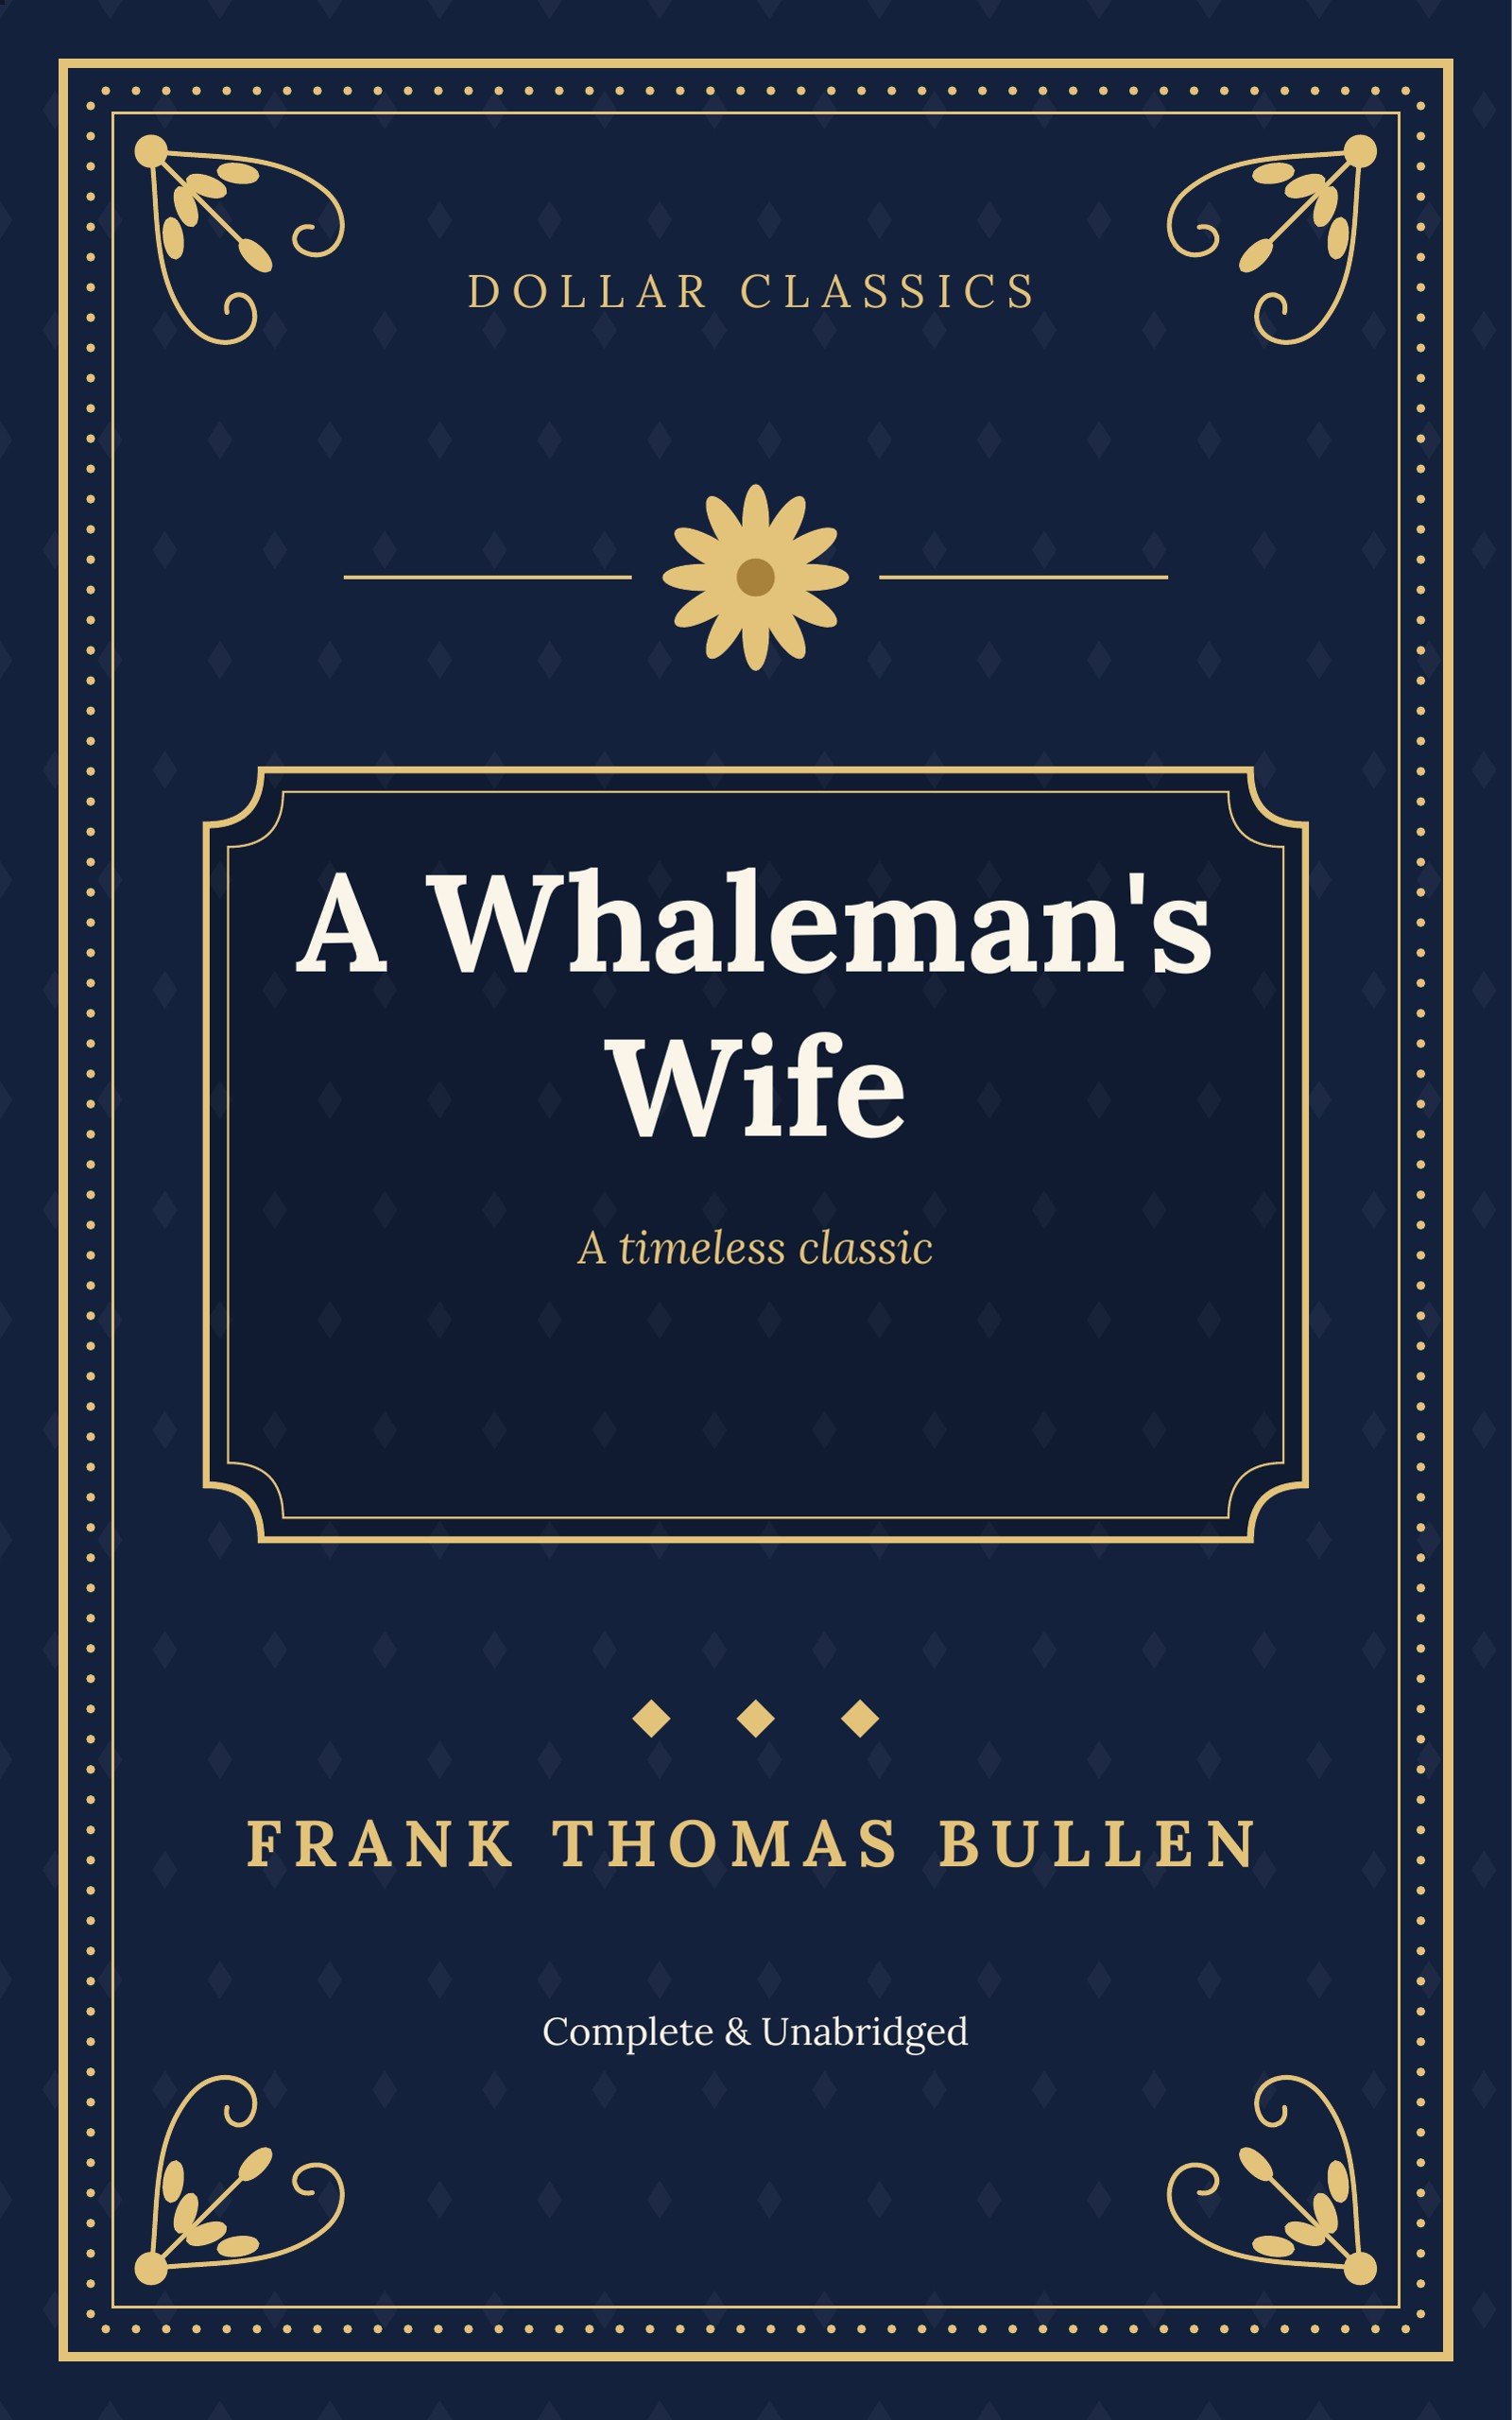 DOLLAR CLASSICS
A Whaleman's
Wife
A timeless classic
FRANK THOMAS BULLEN
Complete & Unabridged